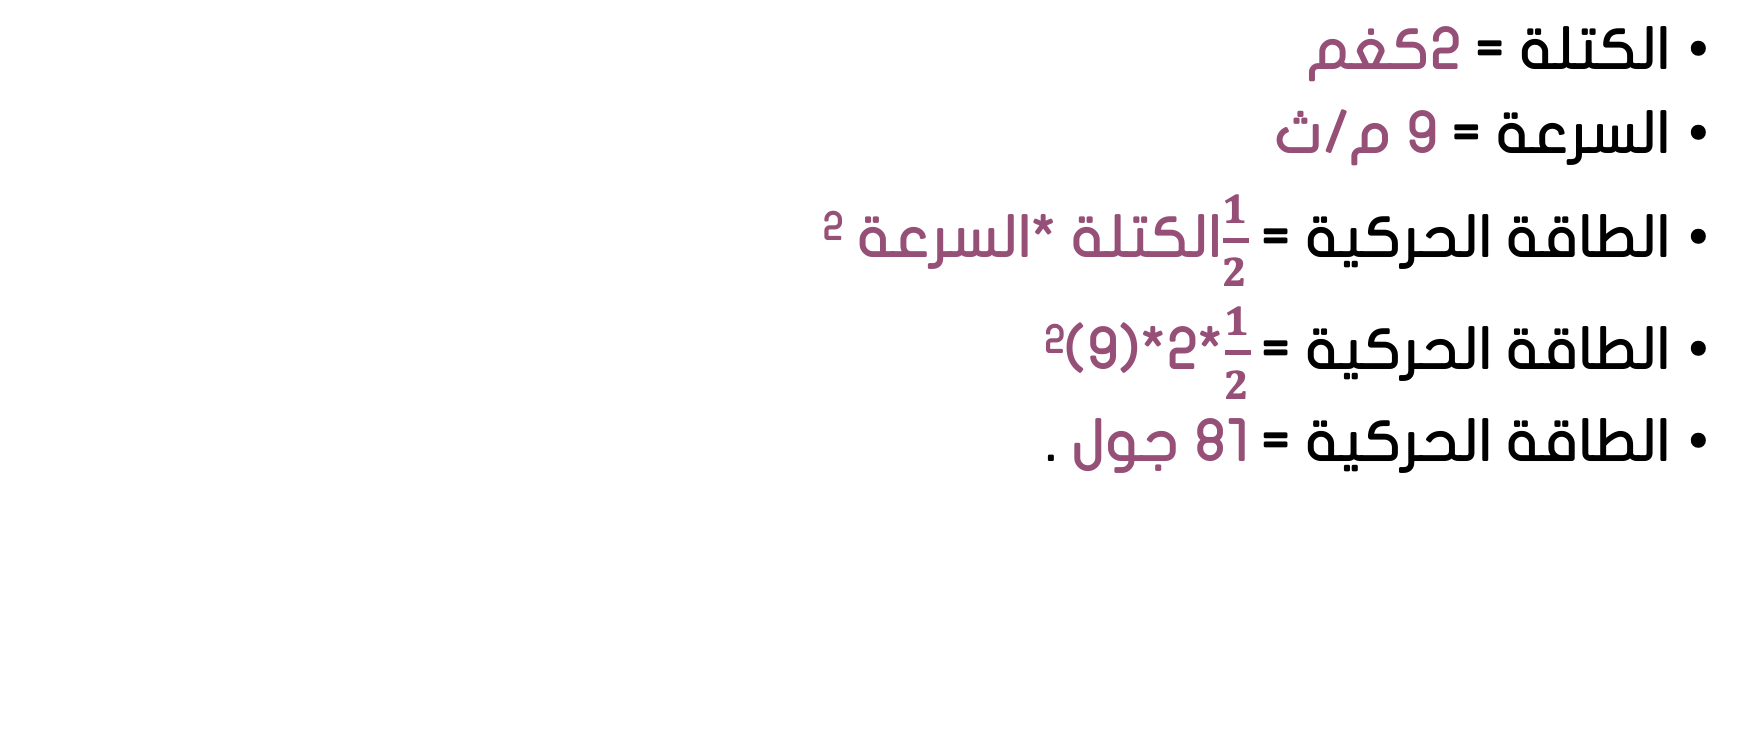 • الكتلة = 2كغم
• السرعة = 9 م/ث
• الطاقة الحركية = 1/2الكتلة *السرعة ²
• الطاقة الحركية = 1/2*2*(9)²
• الطاقة الحركية = 81 جول .